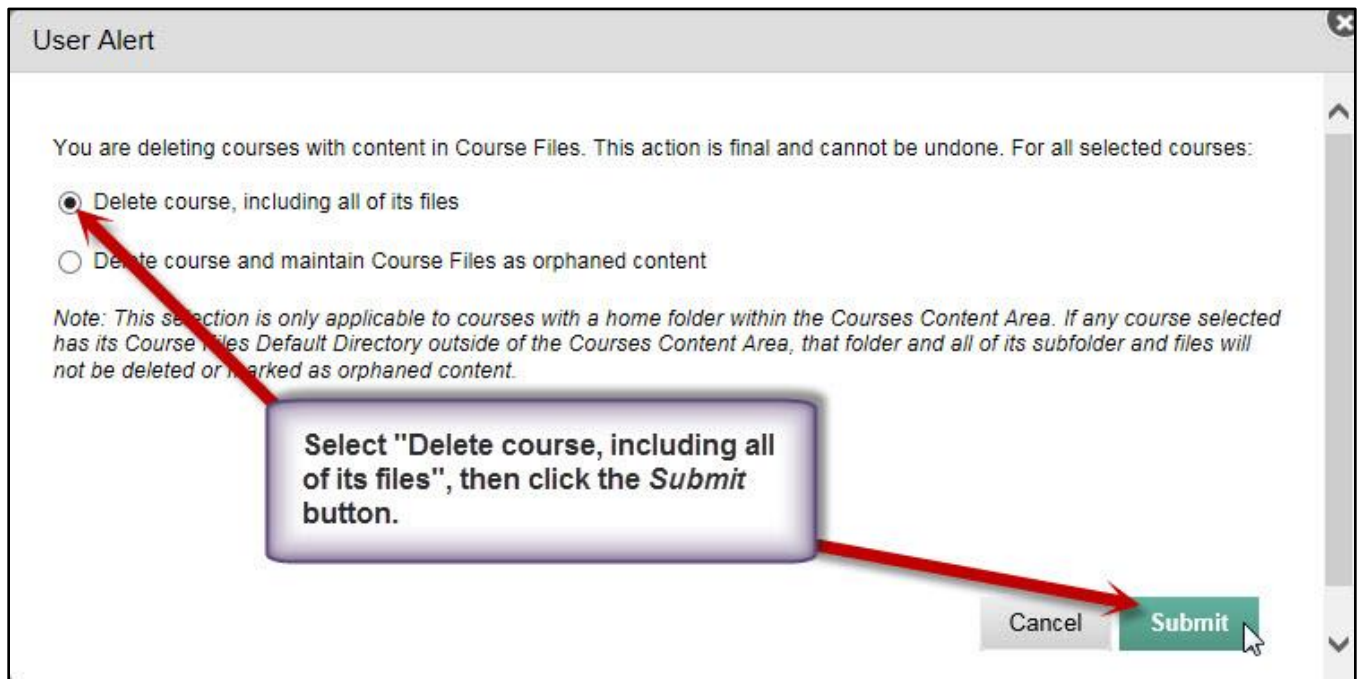 User Alert
You are deleting courses with content in Course Files. This action is final and cannot be undone. For all selected courses:
Delete course, including all of its files
Delete course and maintain Course Files as orphaned content
Note: This selection is only applicable to courses with a home folder within the Courses Content Area. If any course selected
has its Course Files Default Directory outside of the Courses Content Area, that folder and all of its subfolder and files will
not be deleted or marked as orphaned content.
Select "Delete course, including all
of its files", then click the Submit
button.
Cancel
Submit